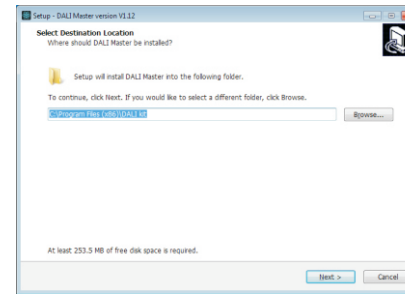 Setup - DALI Master version V1.12
Select Destination Location
Where should DALI Master be installed?
Setup will install DALI Master into the following folder.
To continue, click Next. If you would like to select a different folder, click Browse.
C:\Program Files (x86)\DALI kit
Browse...
At least 253.5 MB of free disk space is required.
Next >
Cancel